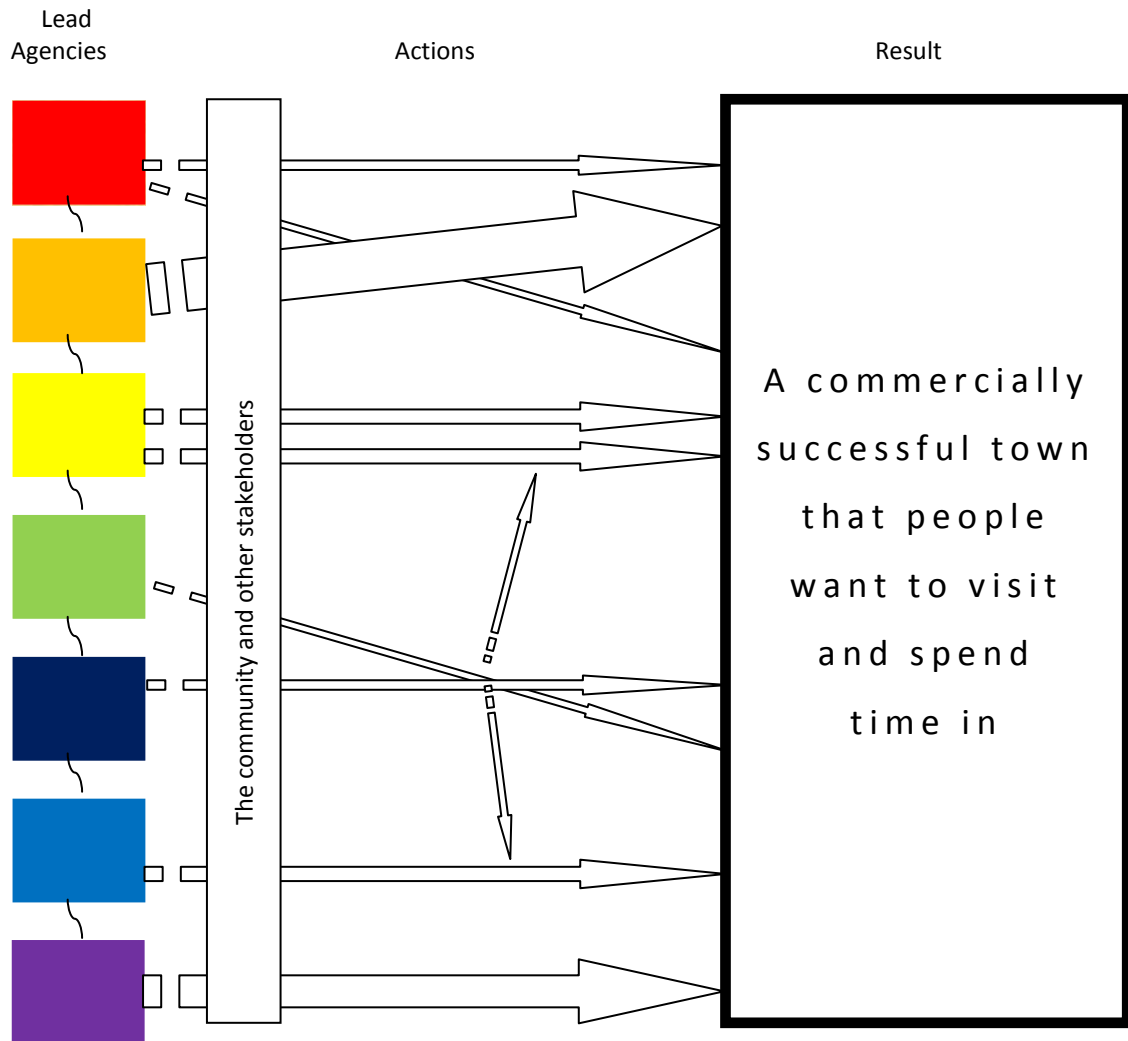 Lead
Agencies
Actions
Result
The community and other stakeholders
A commercially
successful town
that people
want to visit
and spend
time in